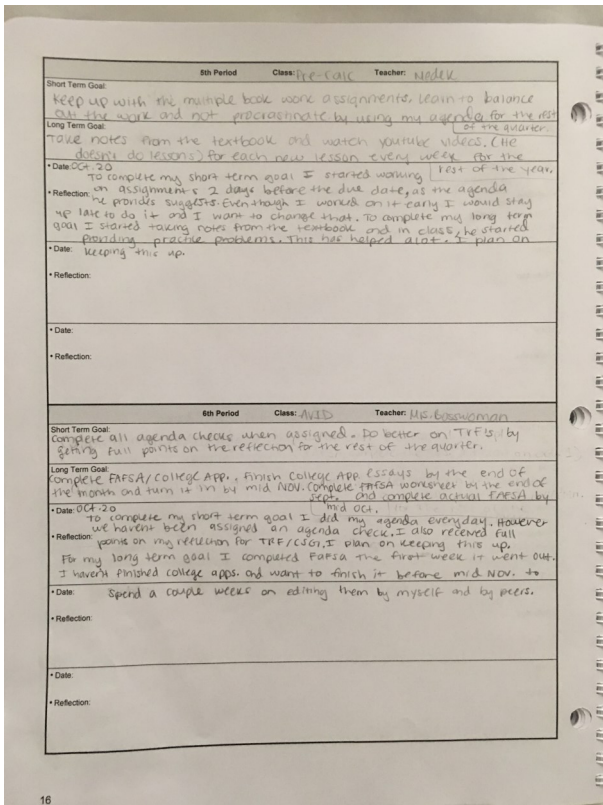 5th Period Class: Pre-calc Teacher: Nedek
Short Term Goal:
Keep up with the multiple book work assignments. Learn to balance
out the work and not procrastinate by using my agenda for the rest
of the quarter.
Long Term Goal:
Take notes from the textbook and watch youtube videos. (He
doesn't do lessons) for each new lesson every week for the
rest of the year.
• Date: Oct. 20
To complete my short term goal I started working
• Reflection: on assignments 2 days before the due date, as the agenda
he provides suggests. Even though I worked on it early I would stay
up late to do it and I want to change that. To complete my long term
goal I started taking notes from the textbook and in class, he started
providing practice problems. This has helped alot. I plan on
• Date: keeping this up.
• Reflection:
• Date:
• Reflection:
6th Period Class: AVID Teacher: Ms. Bosswoman
Short Term Goal:
Complete all agenda checks when assigned. Do better on TRF's by
getting full points on the reflection for the rest of the quarter.
Long Term Goal:
Complete FAFSA/College App. Finish College App. Essays by the end of
the month and turn it in by mid NOV. Complete FAFSA worksheet by the end of
Sept. and complete actual FAFSA by
mid Oct.
• Date: Oct. 20
To complete my short term goal I did my agenda everyday. However
we havent been assigned an agenda check. I also received full
• Reflection: points on my reflection for TRF/CSG. I plan on keeping this up.
For my long term goal I completed Fafsa the first week it went out.
I havent finished college apps. and want to finish it before mid NOV. to
• Date: Spend a couple weeks on editing them by myself and by peers.
• Reflection:
• Date:
• Reflection:
16